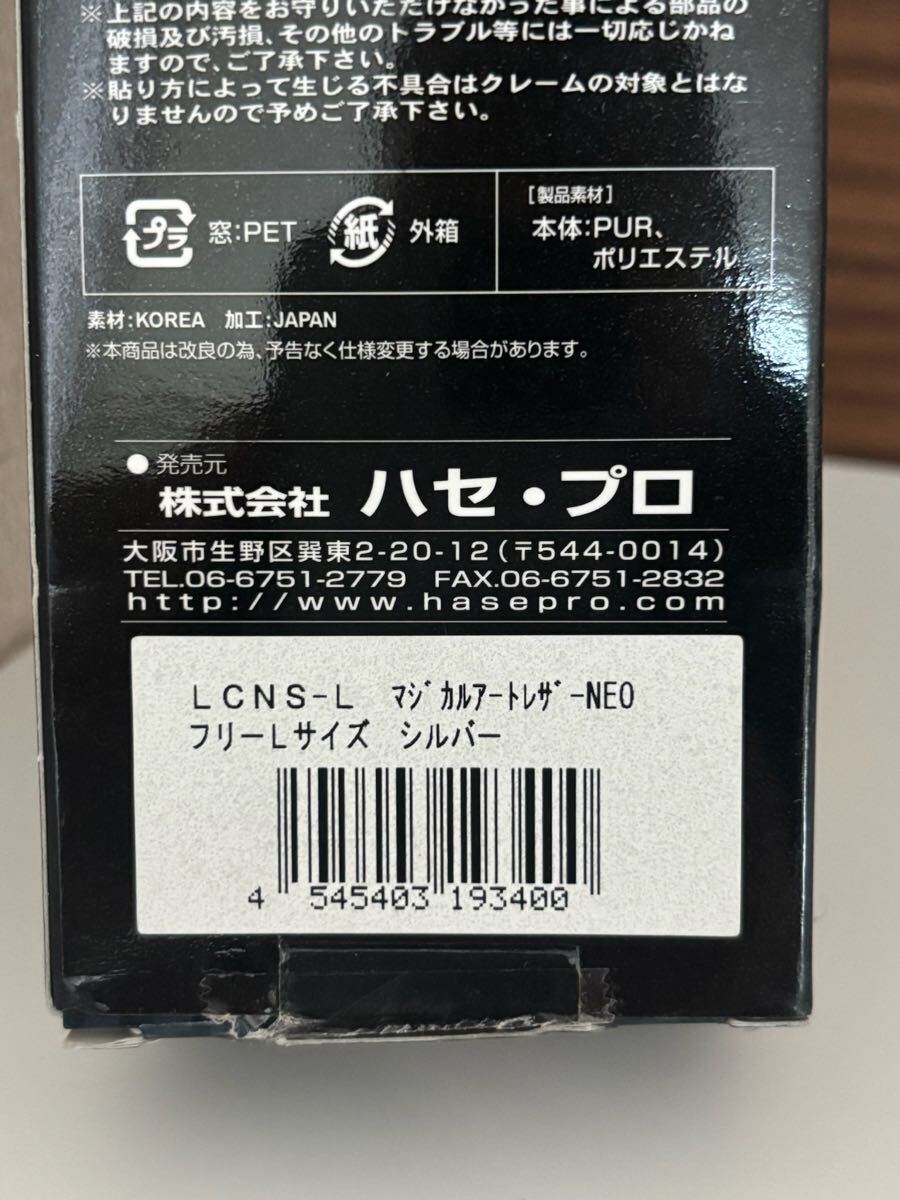 ※上記の内容をお守りいただけなかった事による部品の
破損及び汚損、その他のトラブル等には一切応じかね
ますので、ご了承下さい。
※貼り方によって生じる不具合はクレームの対象とはな
りませんので予めご了承下さい。
プラ 窓:PET 紙 外箱
[製品素材]
本体:PUR、
ポリエステル
素材:KOREA 加工:JAPAN
※本商品は改良の為、予告なく仕様変更する場合があります。
●発売元
株式会社 ハセ・プロ
大阪市生野区巽東2-20-12(〒544-0014)
TEL.06-6751-2779 FAX.06-6751-2832
http://www.hasepro.com
LCNS-L ﾏｼﾞｶﾙｱｰﾄﾚｻﾞｰNEO
フリーLサイズ シルバー
4 545403 193400